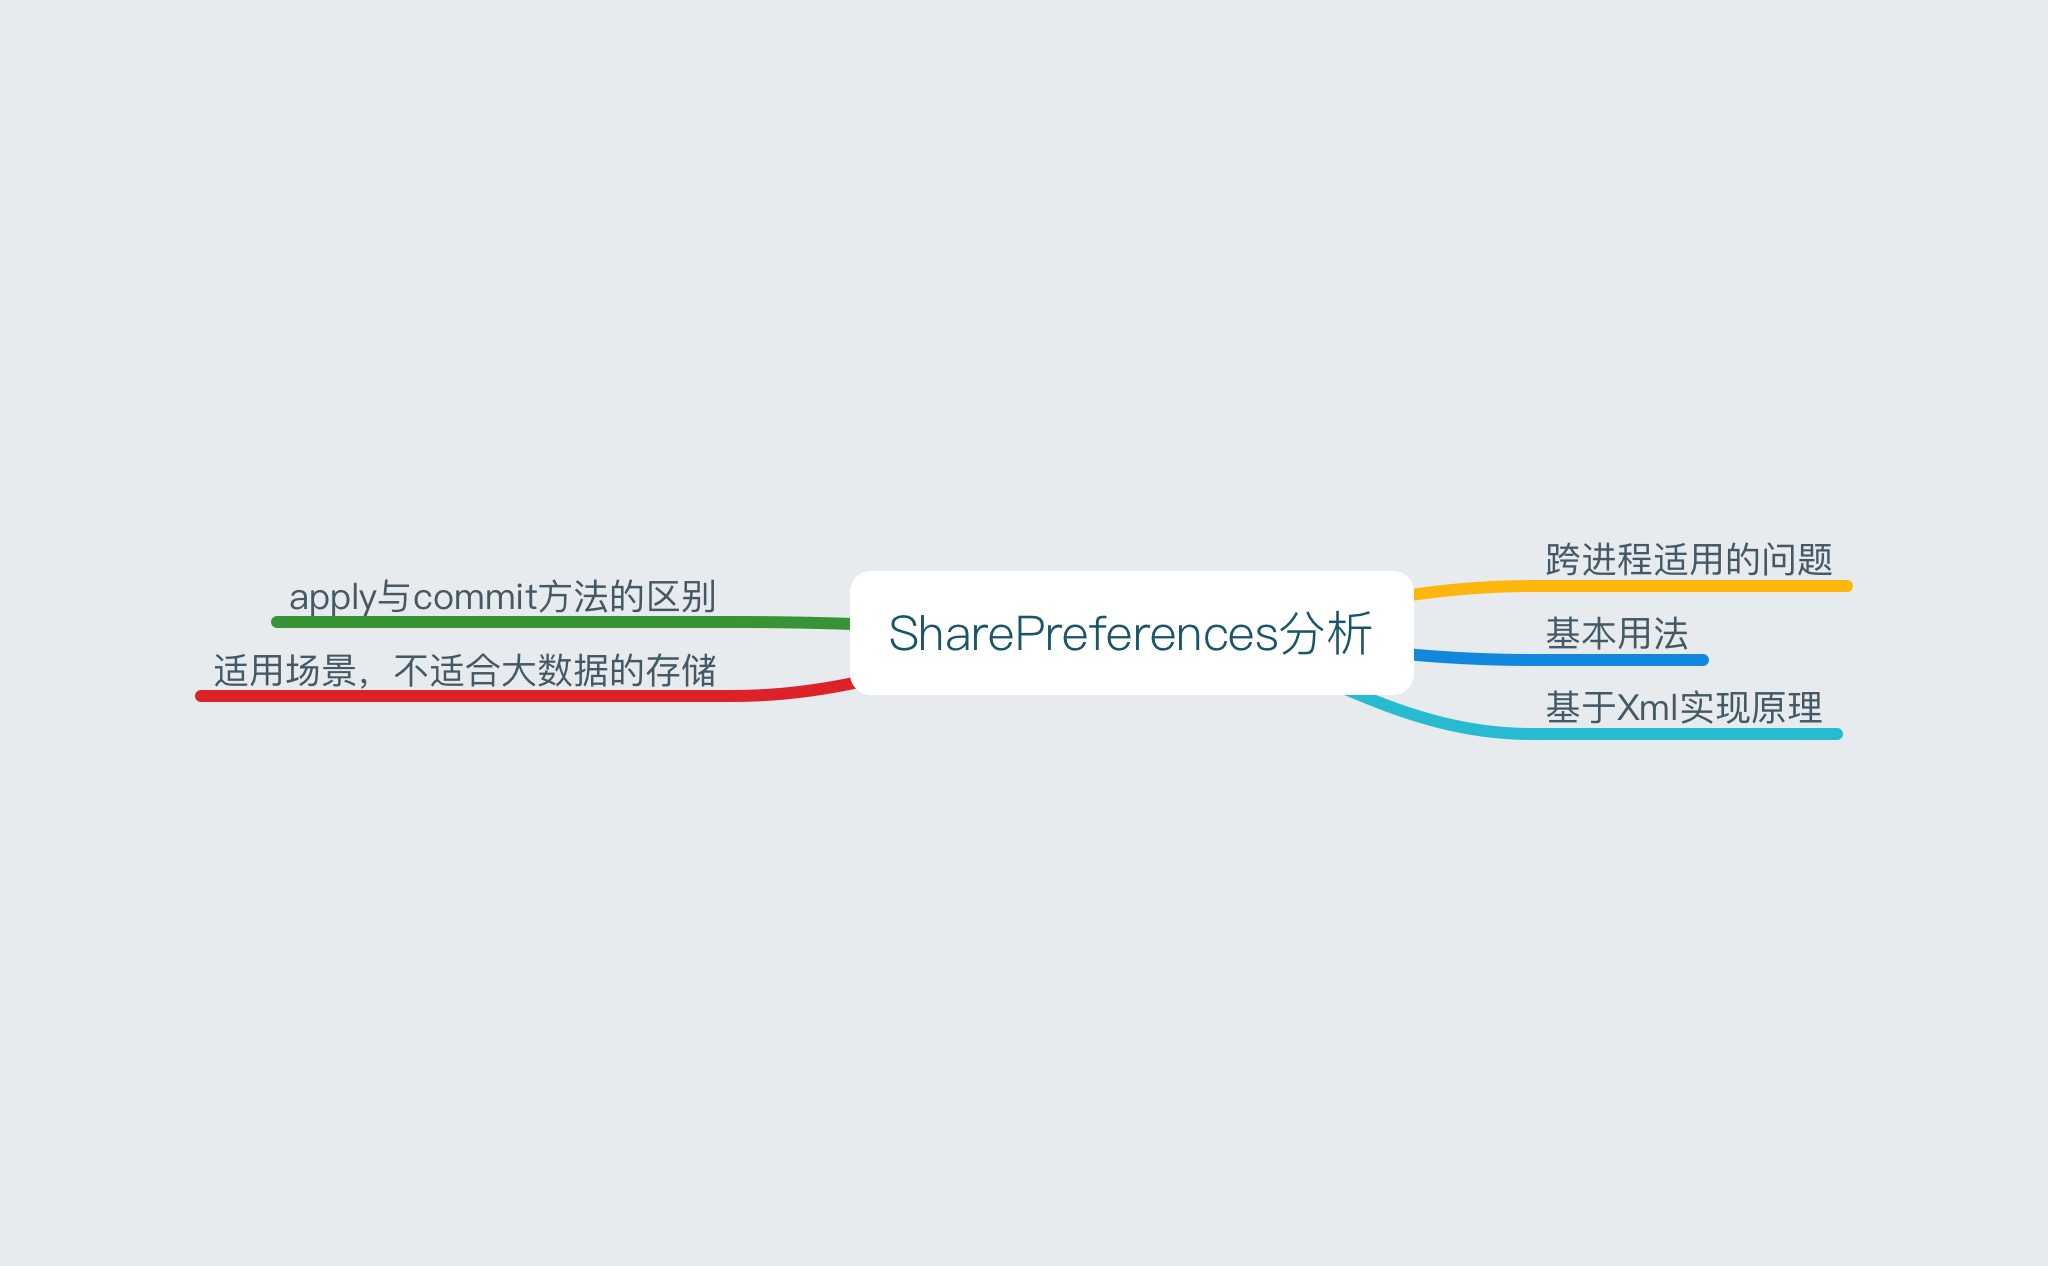 SharePreferences分析
跨进程适用的问题
基本用法
基于Xml实现原理
apply与commit方法的区别
适用场景，不适合大数据的存储